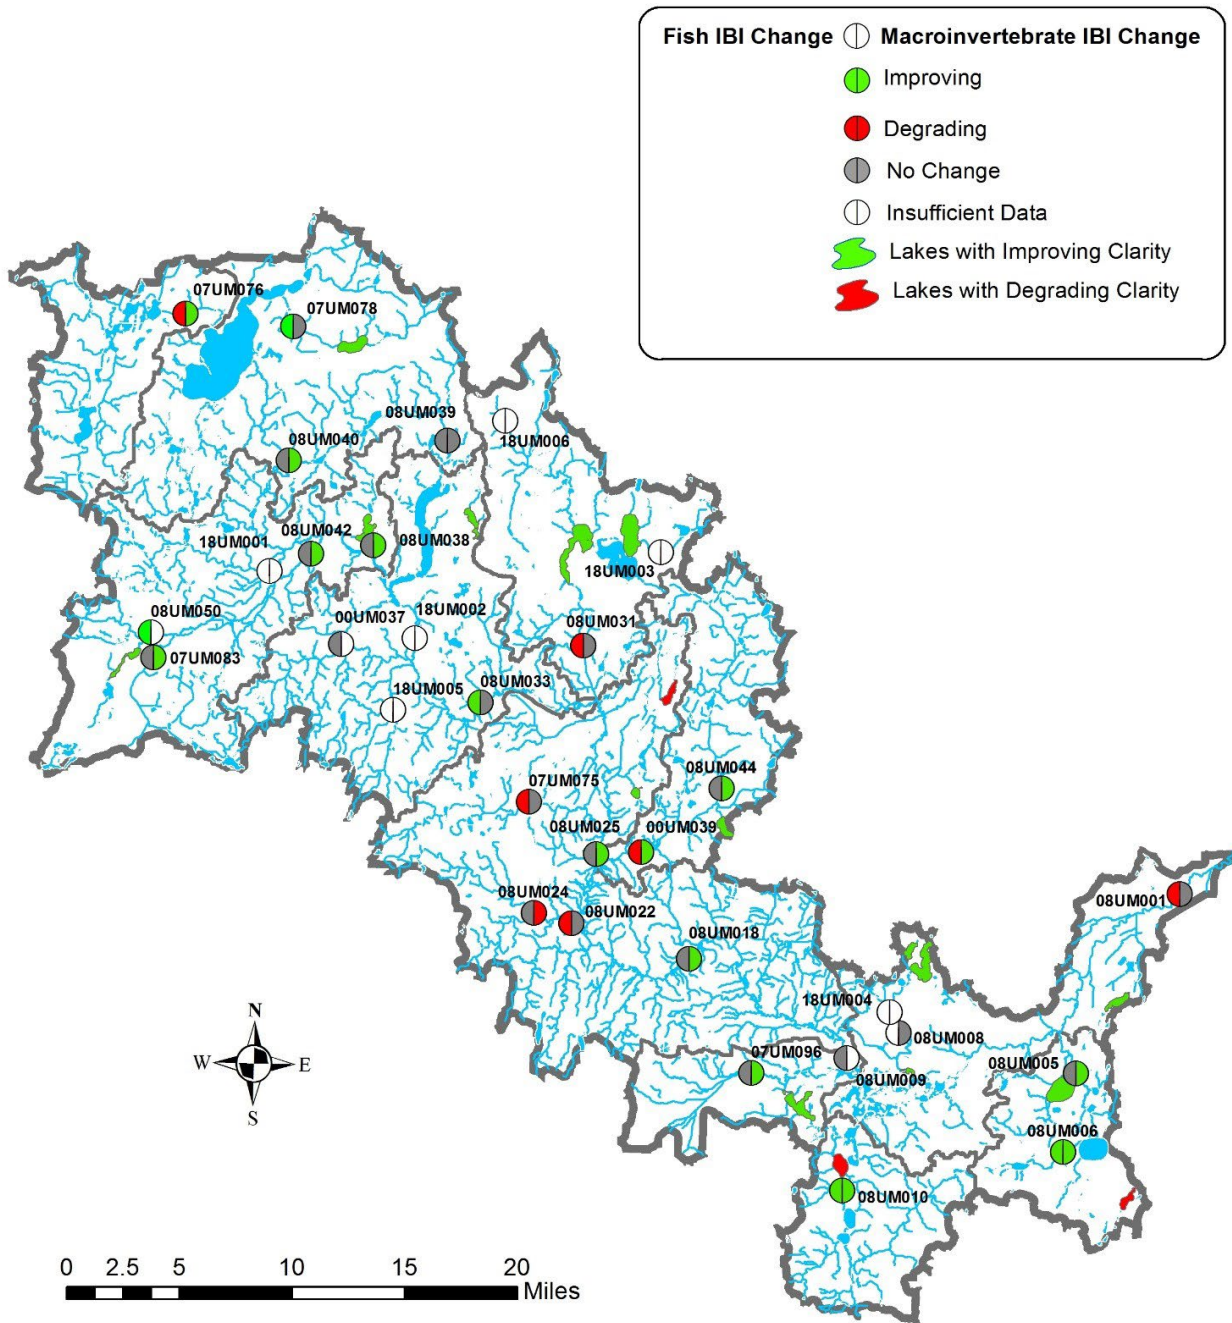 Fish IBI Change Macroinvertebrate IBI Change
Improving
Degrading
No Change
Insufficient Data
Lakes with Improving Clarity
Lakes with Degrading Clarity
07UM076
07UM078
08UM039
18UM006
08UM040
08UM042
18UM001
08UM038
18UM003
08UM050
00UM037
18UM002
08UM031
07UM083
18UM005
08UM033
07UM075
08UM044
08UM025
00UM039
08UM024
08UM022
08UM001
08UM018
18UM004
08UM008
07UM096
08UM009
08UM005
08UM006
08UM010
N
W E
S
0 2.5 5 10 15 20
Miles